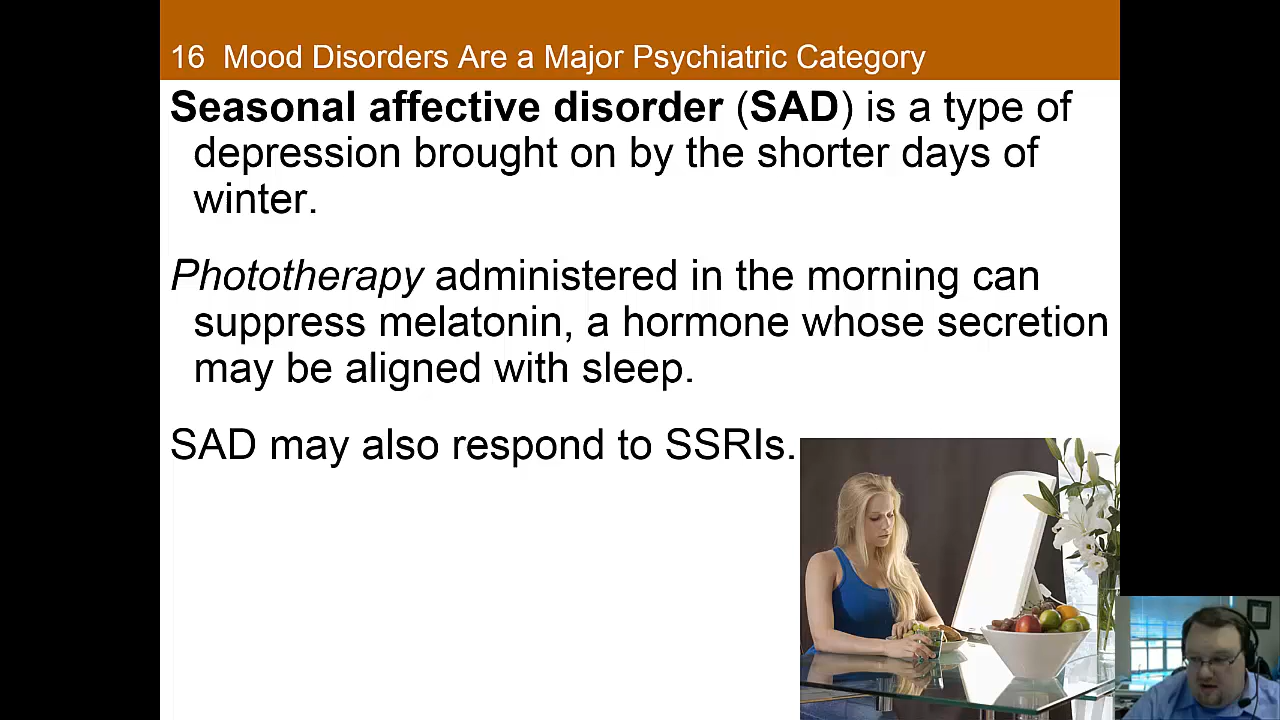 16 Mood Disorders Are a Major Psychiatric Category
Seasonal affective disorder (SAD) is a type of
depression brought on by the shorter days of
winter.
Phototherapy administered in the morning can
suppress melatonin, a hormone whose secretion
may be aligned with sleep.
SAD may also respond to SSRIs.